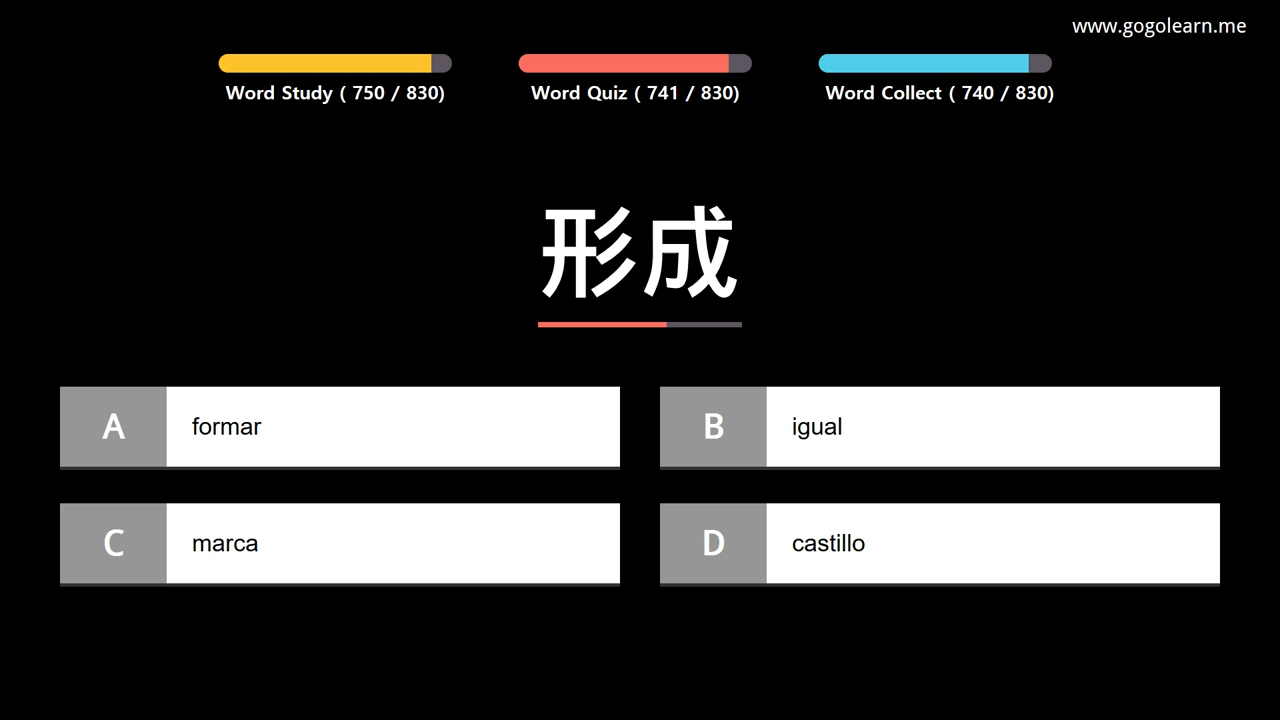 www.gogolearn.me
Word Study ( 750 / 830)
Word Quiz ( 741 / 830)
Word Collect ( 740 / 830)
形成
A formar
B igual
C marca
D castillo